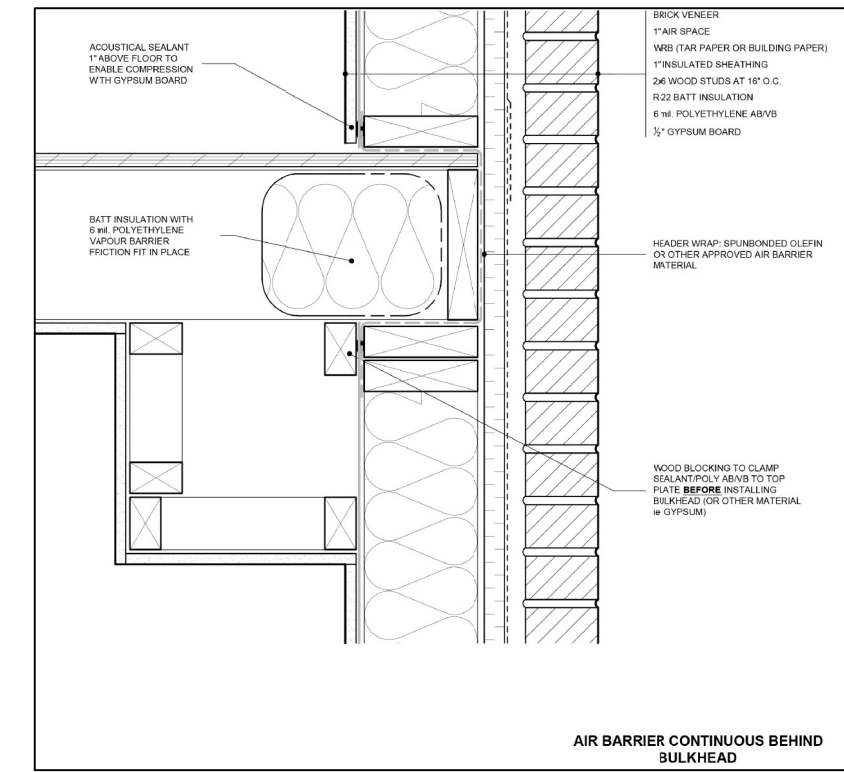 ACOUSTICAL SEALANT
1" ABOVE FLOOR TO
ENABLE COMPRESSION
WITH GYPSUM BOARD
BRICK VENEER
1" AIR SPACE
WRB (TAR PAPER OR BUILDING PAPER)
1" INSULATED SHEATHING
2x6 WOOD STUDS AT 16" O.C.
R-22 BATT INSULATION
6 mil. POLYETHYLENE AB/VB
½" GYPSUM BOARD
BATT INSULATION WITH
6 mil. POLYETHYLENE
VAPOUR BARRIER
FRICTION FIT IN PLACE
HEADER WRAP: SPUNBONDED OLEFIN
OR OTHER APPROVED AIR BARRIER
MATERIAL
WOOD BLOCKING TO CLAMP
SEALANT/POLY AB/VB TO TOP
PLATE BEFORE INSTALLING
BULKHEAD (OR OTHER MATERIAL
ie GYPSUM)
AIR BARRIER CONTINUOUS BEHIND
BULKHEAD